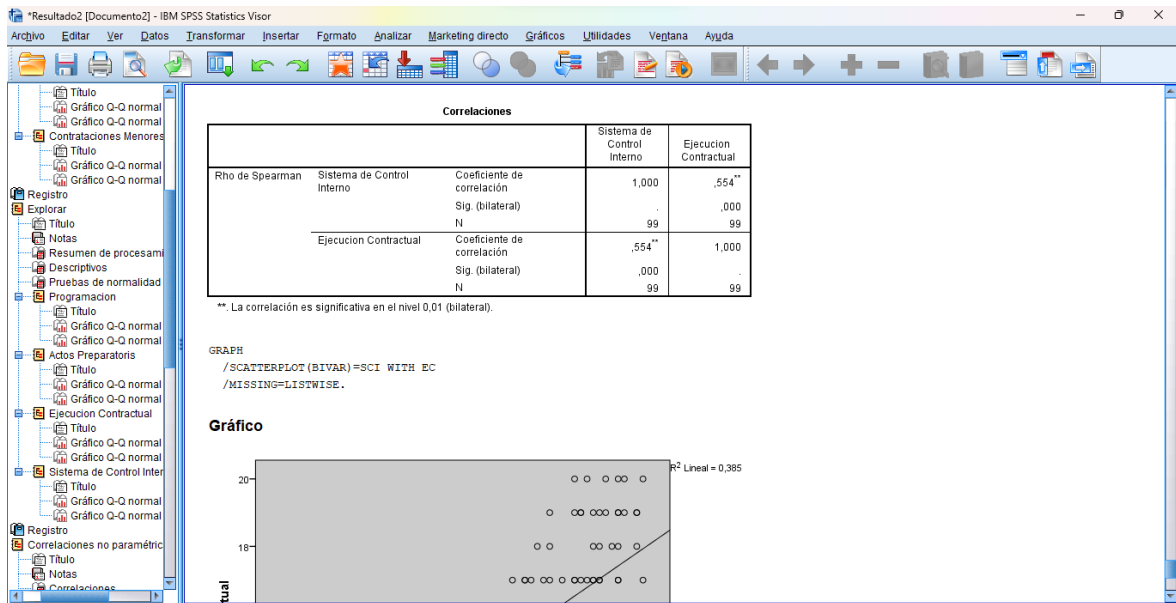 *Resultado2 [Documento2] - IBM SPSS Statistics Visor
Archivo Editar Ver Datos Transformar Insertar Formato Analizar Marketing directo Gráficos Utilidades Ventana Ayuda
Título
Gráfico Q-Q normal
Gráfico Q-Q normal
Contrataciones Menores
Título
Gráfico Q-Q normal
Gráfico Q-Q normal
Registro
Explorar
Título
Notas
Resumen de procesami
Descriptivos
Pruebas de normalidad
Programacion
Título
Gráfico Q-Q normal
Gráfico Q-Q normal
Actos Preparatoris
Título
Gráfico Q-Q normal
Gráfico Q-Q normal
Ejecucion Contractual
Título
Gráfico Q-Q normal
Gráfico Q-Q normal
Sistema de Control Inter
Título
Gráfico Q-Q normal
Gráfico Q-Q normal
Registro
Correlaciones no paramétric
Título
Notas
Correlaciones
Correlaciones
Sistema de Control Interno Ejecucion Contractual
Rho de Spearman Sistema de Control Interno Coeficiente de correlación 1,000 ,554**
Sig. (bilateral) . ,000
N 99 99
Ejecucion Contractual Coeficiente de correlación ,554** 1,000
Sig. (bilateral) ,000 .
N 99 99
**. La correlación es significativa en el nivel 0,01 (bilateral).
GRAPH
/SCATTERPLOT(BIVAR)=SCI WITH EC
/MISSING=LISTWISE.
Gráfico
R² Lineal = 0,385
20
18